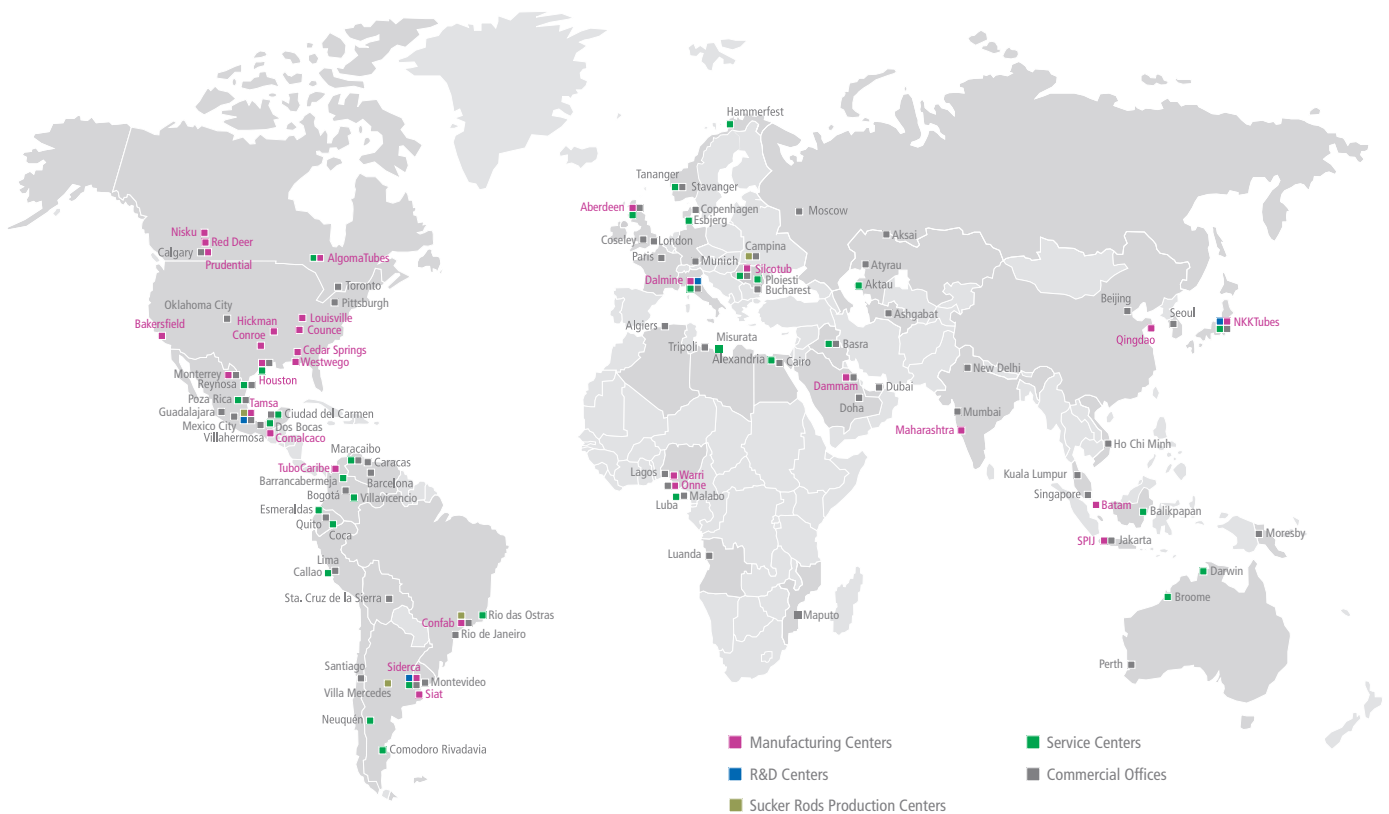 Hammerfest
Tananger
Stavanger
Aberdeen
Copenhagen
Esbjerg
Moscow
Nisku
Red Deer
Calgary
Prudential
AlgomaTubes
Coseley
London
Campina
Aksai
Paris
Munich
Silcotub
Atyrau
Dalmine
Ploiesti
Bucharest
Aktau
Toronto
Pittsburgh
Oklahoma City
Bakersfield
Hickman
Louisville
Conroe
Counce
Cedar Springs
Westwego
Houston
Algiers
Misurata
Tripoli
Alexandria
Cairo
Basra
Ashgabat
Beijing
Seoul
Qingdao
NKKTubes
Monterrey
Reynosa
Poza Rica
Tamsa
Guadalajara
Ciudad del Carmen
Mexico City
Dos Bocas
Villahermosa
Comalcaco
Dammam
Dubai
Doha
New Delhi
Mumbai
Maharashtra
Ho Chi Minh
Maracaibo
Caracas
TuboCaribe
Barcelona
Barrancabermeja
Bogotá
Villavicencio
Esmeraldas
Quito
Coca
Lagos
Warri
Onne
Malabo
Luba
Kuala Lumpur
Singapore
Batam
Balikpapan
SPIJ
Jakarta
Moresby
Lima
Callao
Luanda
Darwin
Broome
Sta. Cruz de la Sierra
Rio das Ostras
Confab
Rio de Janeiro
Maputo
Perth
Santiago
Siderca
Villa Mercedes
Montevideo
Siat
Neuquén
Comodoro Rivadavia
Manufacturing Centers
Service Centers
R&D Centers
Commercial Offices
Sucker Rods Production Centers